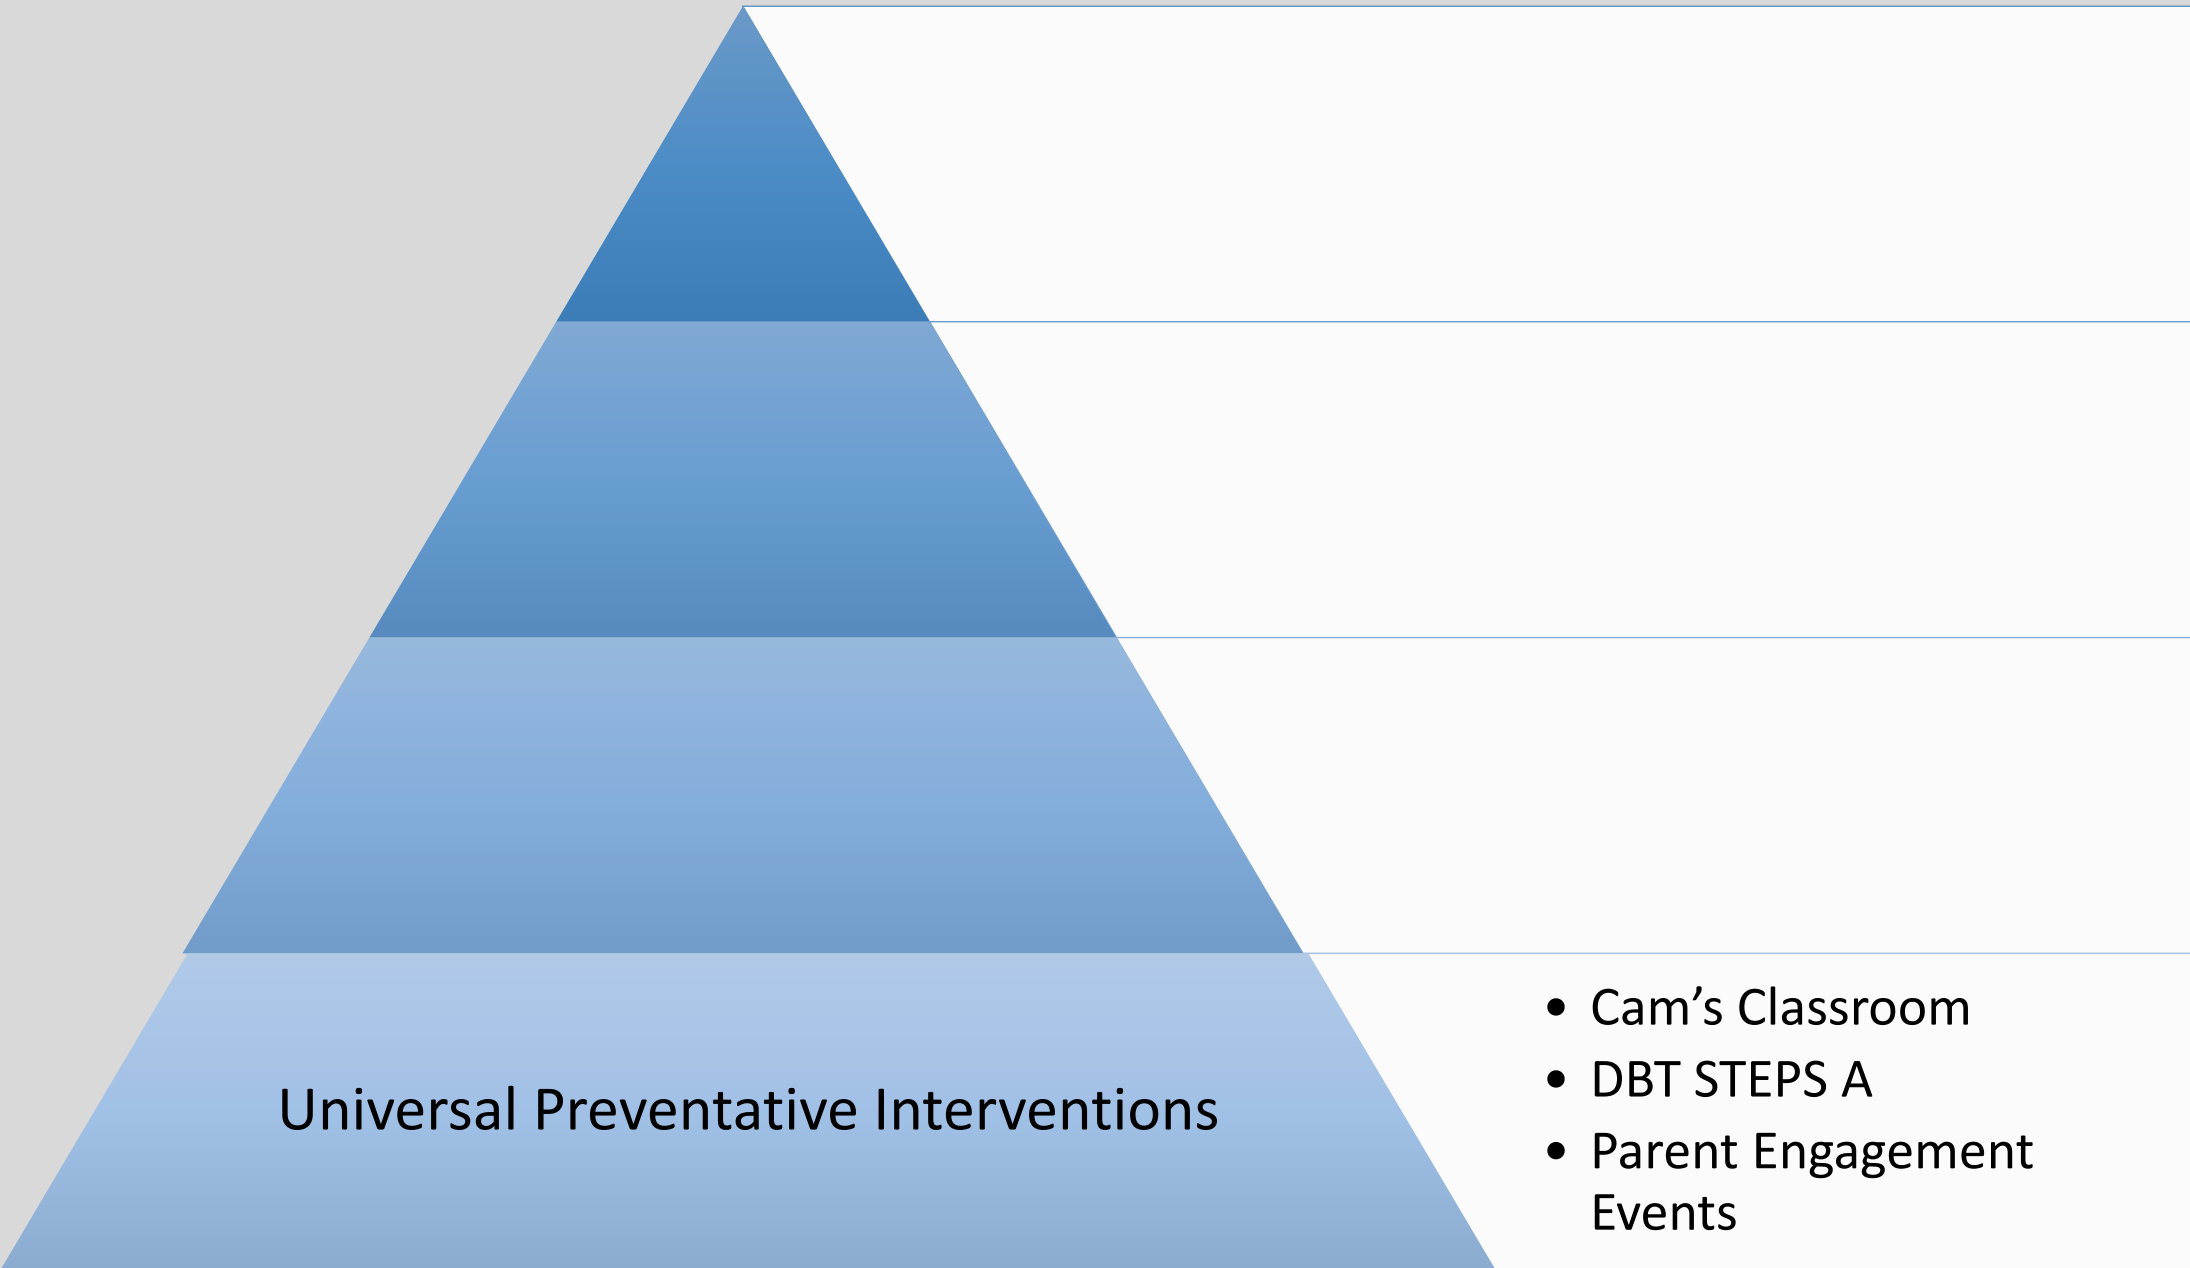 Universal Preventative Interventions
• Cam’s Classroom
• DBT STEPS A
• Parent Engagement
Events